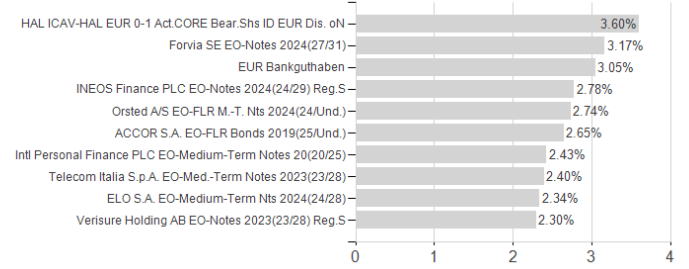 HAL ICAV-HAL EUR 0-1 Act.CORE Bear.Shs ID EUR Dis. oN 3.60%
Forvia SE EO-Notes 2024(27/31) 3.17%
EUR Bankguthaben 3.05%
INEOS Finance PLC EO-Notes 2024(24/29) Reg.S 2.78%
Orsted A/S EO-FLR M.-T. Nts 2024(24/Und.) 2.74%
ACCOR S.A. EO-FLR Bonds 2019(25/Und.) 2.65%
Intl Personal Finance PLC EO-Medium-Term Notes 20(20/25) 2.43%
Telecom Italia S.p.A. EO-Med.-Term Notes 2023(23/28) 2.40%
ELO S.A. EO-Medium-Term Nts 2024(24/28) 2.34%
Verisure Holding AB EO-Notes 2023(23/28) Reg.S 2.30%
0 1 2 3 4